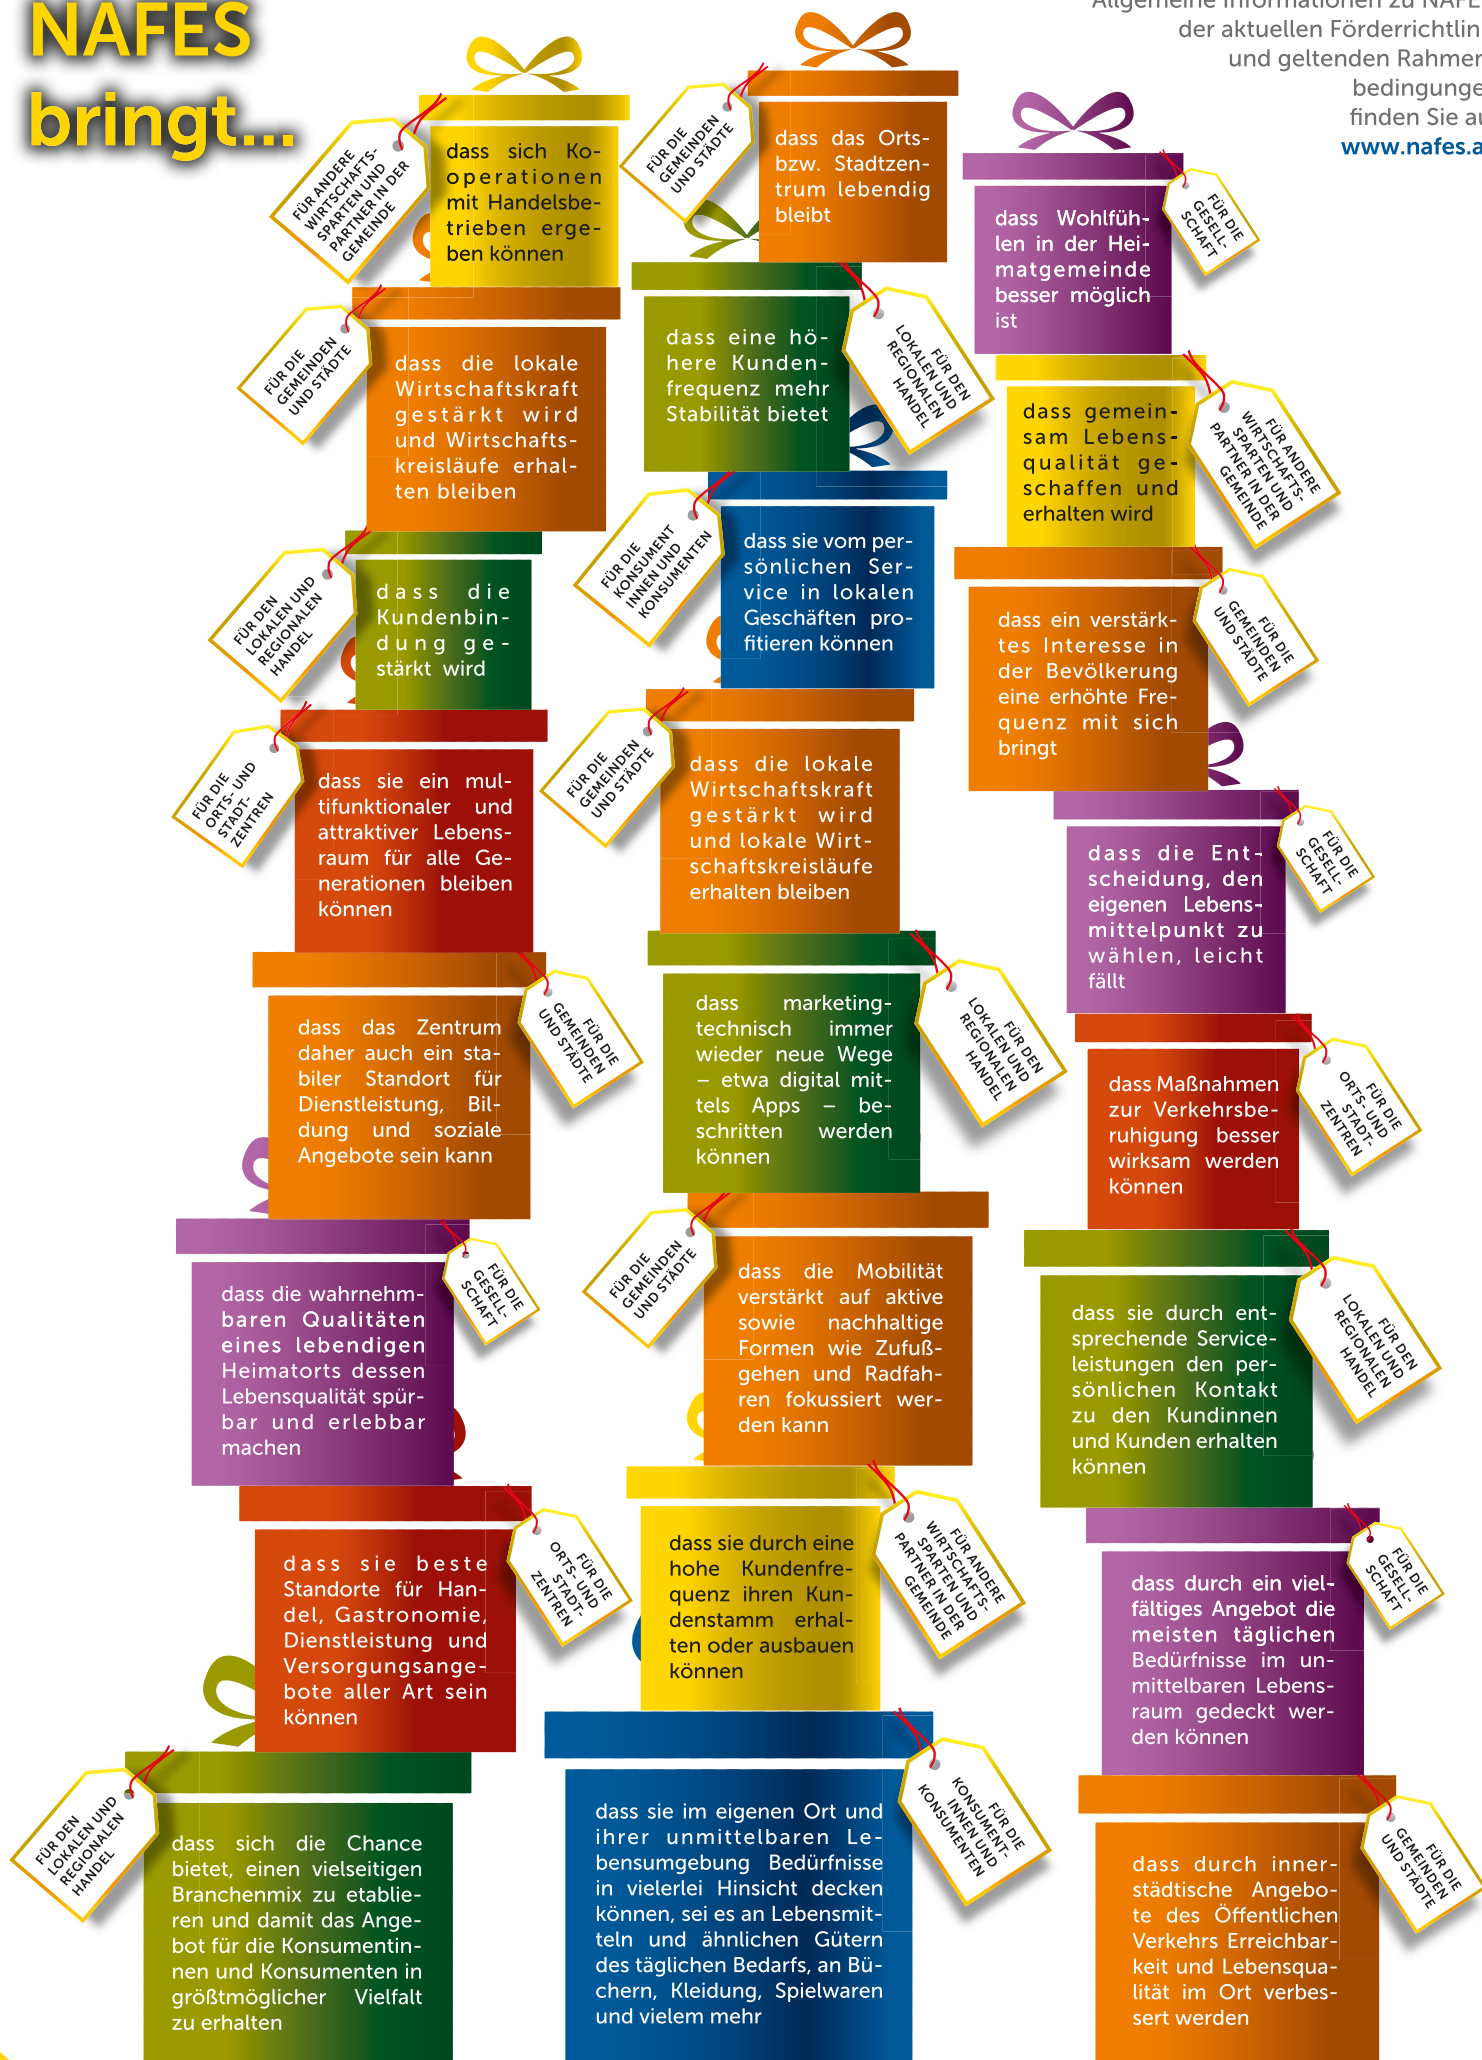 NAFES
bringt...
Allgemeine Informationen zu NAFE
der aktuellen Förderrichtlin
und geltenden Rahmen
bedingunge
finden Sie au
www.nafes.a
FÜR ANDERE
WIRTSCHAFTS-
SPARTEN UND
PARTNER IN DER
GEMEINDE
dass sich Ko-
operationen
mit Handelsbe-
trieben erge-
ben können
FÜR DIE
GEMEINDEN
UND STÄDTE
dass die lokale
Wirtschaftskraft
gestärkt wird
und Wirtschafts-
kreisläufe erhal-
ten bleiben
FÜR DEN
LOKALEN UND
REGIONALEN
HANDEL
dass die
Kundenbin-
dung ge-
stärkt wird
FÜR DIE
ORTS- UND
STADT-
ZENTREN
dass sie ein mul-
tifunktionaler und
attraktiver Lebens-
raum für alle Ge-
nerationen bleiben
können
dass das Zentrum
daher auch ein sta-
biler Standort für
Dienstleistung, Bil-
dung und soziale
Angebote sein kann
FÜR DIE
GEMEINDEN
UND STÄDTE
dass die wahrnehm-
baren Qualitäten
eines lebendigen
Heimatorts dessen
Lebensqualität spür-
bar und erlebbar
machen
FÜR DIE
GESELL-
SCHAFT
dass sie beste
Standorte für Han-
del, Gastronomie,
Dienstleistung und
Versorgungsange-
bote aller Art sein
können
FÜR DIE
ORTS- UND
STADT-
ZENTREN
FÜR DEN
LOKALEN UND
REGIONALEN
HANDEL
dass sich die Chance
bietet, einen vielseitigen
Branchenmix zu etablie-
ren und damit das Ange-
bot für die Konsumentin-
nen und Konsumenten in
größtmöglicher Vielfalt
zu erhalten
FÜR DIE
GEMEINDEN
UND STÄDTE
dass das Orts-
bzw. Stadtzen-
trum lebendig
bleibt
dass eine hö-
here Kunden-
frequenz mehr
Stabilität bietet
FÜR DEN
LOKALEN UND
REGIONALEN
HANDEL
FÜR DIE
KONSUMENT
INNEN UND
KONSUMENTEN
dass sie vom per-
sönlichen Ser-
vice in lokalen
Geschäften pro-
fitieren können
FÜR DIE
GEMEINDEN
UND STÄDTE
dass die lokale
Wirtschaftskraft
gestärkt wird
und lokale Wirt-
schaftskreisläufe
erhalten bleiben
dass marketing-
technisch immer
wieder neue Wege
– etwa digital mit-
tels Apps – be-
schritten werden
können
FÜR DEN
LOKALEN UND
REGIONALEN
HANDEL
FÜR DIE
GEMEINDEN
UND STÄDTE
dass die Mobilität
verstärkt auf aktive
sowie nachhaltige
Formen wie Zufuß-
gehen und Radfah-
ren fokussiert wer-
den kann
dass sie durch eine
hohe Kundenfre-
quenz ihren Kun-
denstamm erhal-
ten oder ausbauen
können
FÜR ANDERE
WIRTSCHAFTS-
SPARTEN UND
PARTNER IN DER
GEMEINDE
dass sie im eigenen Ort und
ihrer unmittelbaren Le-
bensumgebung Bedürfnisse
in vielerlei Hinsicht decken
können, sei es an Lebensmit-
teln und ähnlichen Gütern
des täglichen Bedarfs, an Bü-
chern, Kleidung, Spielwaren
und vielem mehr
FÜR DIE
KONSUMENT-
INNEN UND
KONSUMENTEN
dass Wohlfüh-
len in der Hei-
matgemeinde
besser möglich
ist
FÜR DIE
GESELL-
SCHAFT
dass gemein-
sam Lebens-
qualität ge-
schaffen und
erhalten wird
FÜR ANDERE
WIRTSCHAFTS-
SPARTEN UND
PARTNER IN DER
GEMEINDE
dass ein verstärk-
tes Interesse in
der Bevölkerung
eine erhöhte Fre-
quenz mit sich
bringt
FÜR DIE
GEMEINDEN
UND STÄDTE
dass die Ent-
scheidung, den
eigenen Lebens-
mittelpunkt zu
wählen, leicht
fällt
FÜR DIE
GESELL-
SCHAFT
dass Maßnahmen
zur Verkehrsbe-
ruhigung besser
wirksam werden
können
FÜR DIE
ORTS- UND
STADT-
ZENTREN
dass sie durch ent-
sprechende Service-
leistungen den per-
sönlichen Kontakt
zu den Kundinnen
und Kunden erhalten
können
FÜR DEN
LOKALEN UND
REGIONALEN
HANDEL
dass durch ein viel-
fältiges Angebot die
meisten täglichen
Bedürfnisse im un-
mittelbaren Lebens-
raum gedeckt wer-
den können
FÜR DIE
GESELL-
SCHAFT
dass durch inner-
städtische Angebo-
te des Öffentlichen
Verkehrs Erreichbar-
keit und Lebensqua-
lität im Ort verbes-
sert werden
FÜR DIE
GEMEINDEN
UND STÄDTE